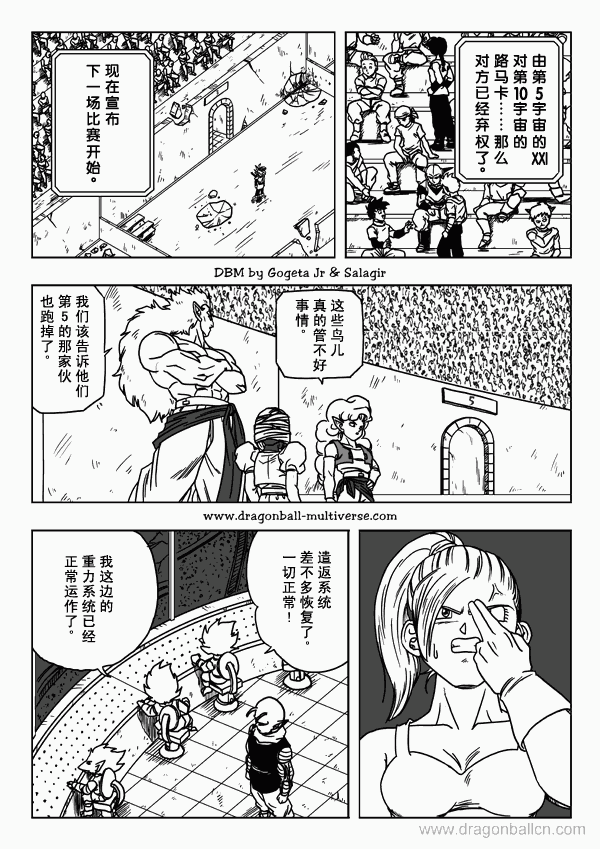 由第5宇宙的XXI
对第10宇宙的
路马卡……那么
对方已经弃权了。
现在宣布
下一场比赛开始。
DBM by Gogeta Jr & Salagir
这些鸟儿
真的管不好
事情。
我们该告诉他们
第5的那家伙
也跑掉了。
5
www.dragonball-multiverse.com
遣返系统
差不多恢复了。
一切正常！
我这边的
重力系统已经
正常运作了。
www.dragonballcn.com